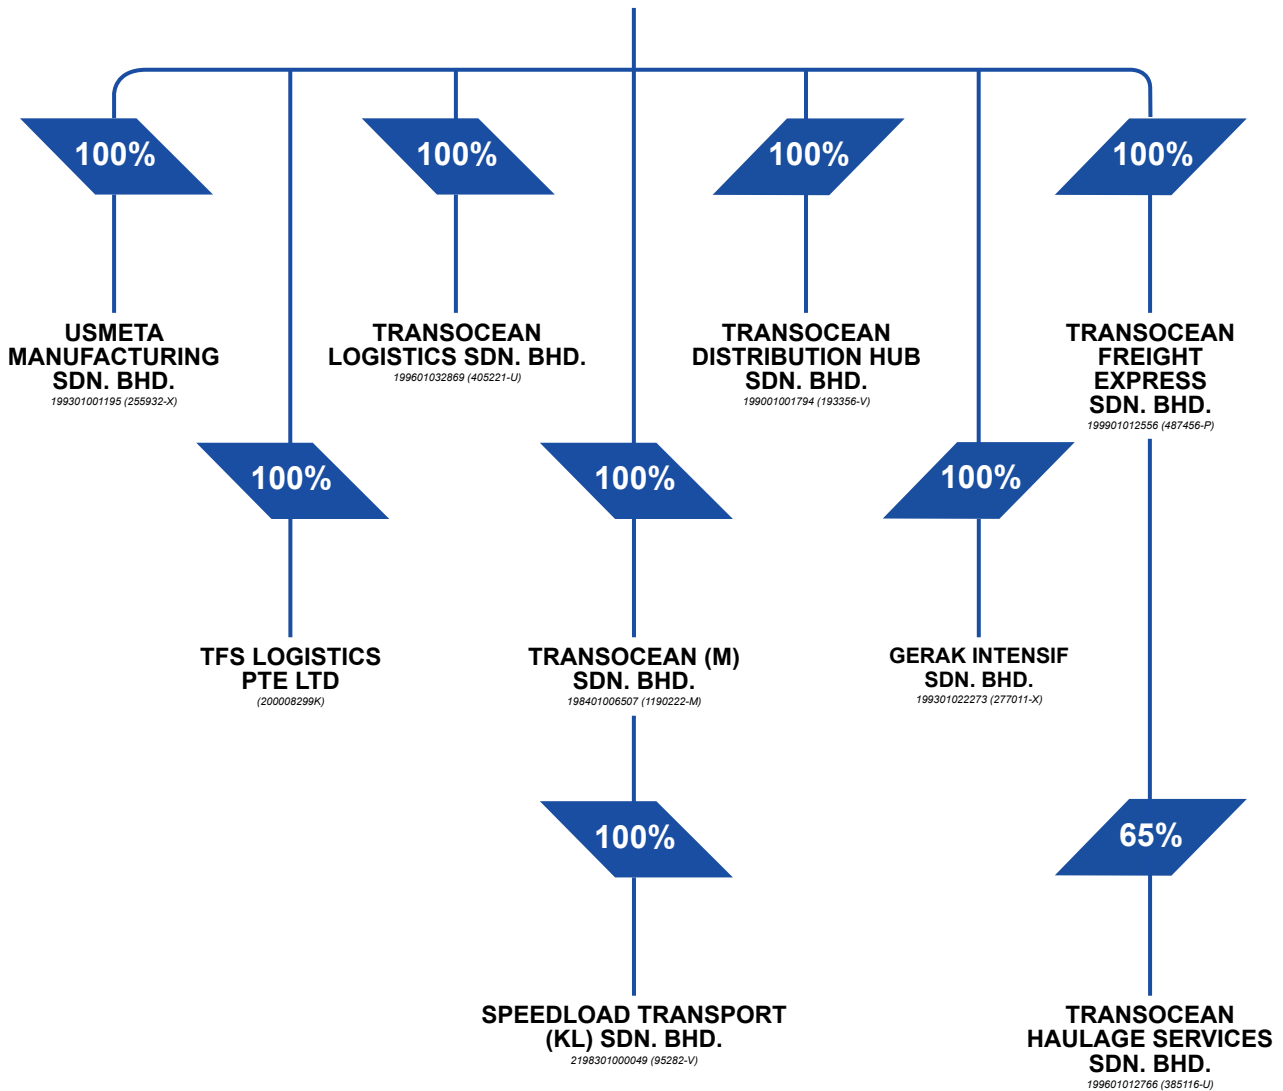 100%
USMETA
MANUFACTURING
SDN. BHD.
199301001195 (255932-X)
100%
TRANSOCEAN
LOGISTICS SDN. BHD.
199601032869 (405221-U)
100%
TRANSOCEAN
DISTRIBUTION HUB
SDN. BHD.
199001001794 (193356-V)
100%
TRANSOCEAN
FREIGHT
EXPRESS
SDN. BHD.
199901012556 (487456-P)
100%
TFS LOGISTICS
PTE LTD
(200008299K)
100%
TRANSOCEAN (M)
SDN. BHD.
198401006507 (1190222-M)
100%
GERAK INTENSIF
SDN. BHD.
199301022273 (277011-X)
100%
SPEEDLOAD TRANSPORT
(KL) SDN. BHD.
2198301000049 (95282-V)
65%
TRANSOCEAN
HAULAGE SERVICES
SDN. BHD.
199601012766 (385116-U)